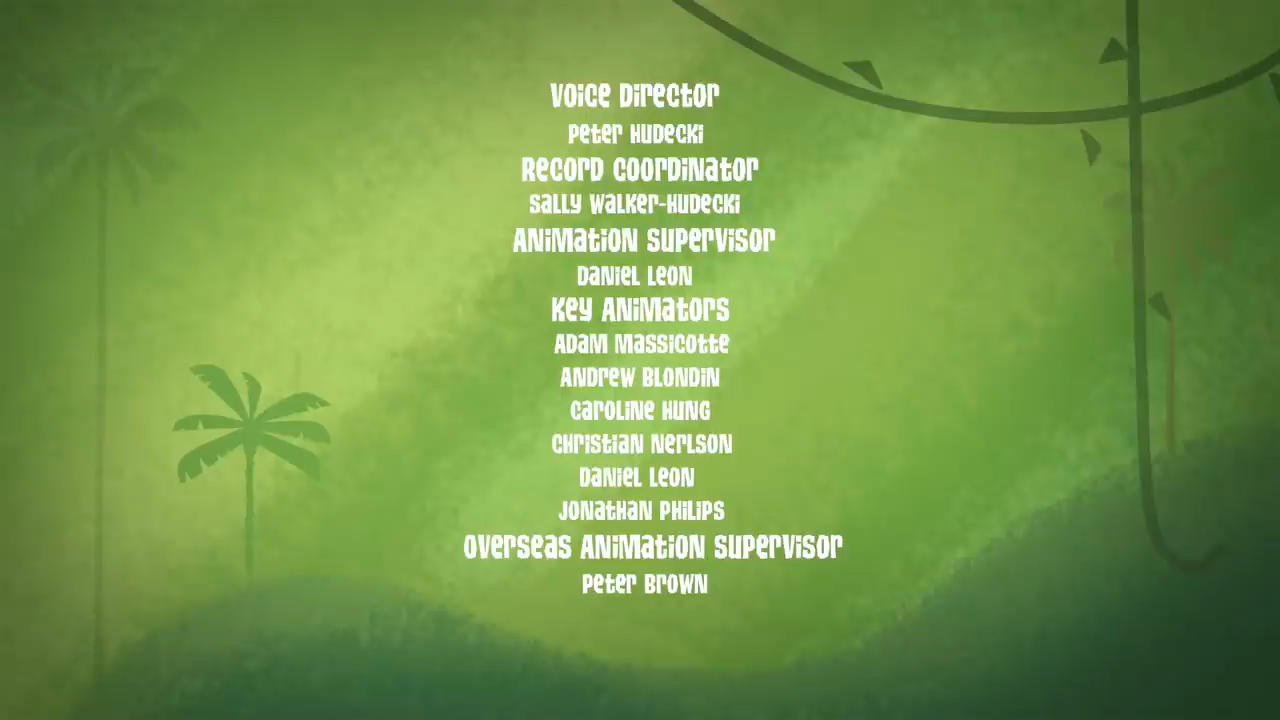 Voice Director
Peter Hudecki
Record Coordinator
Sally Walker-Hudecki
Animation Supervisor
Daniel Leon
Key Animators
Adam Massicotte
Andrew Blondin
Caroline Hung
Christian Nerlson
Daniel Leon
Jonathan Philips
Overseas Animation Supervisor
Peter Brown